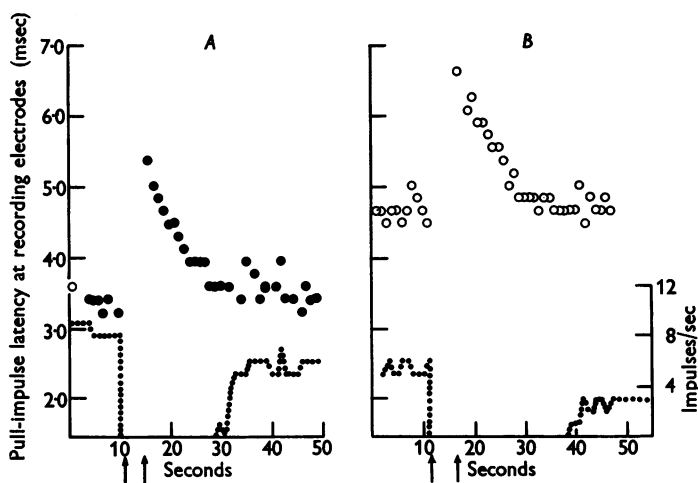 A
B
Pull-impulse latency at recording electrodes (msec)
7·0
6·0
5·0
4·0
3·0
2·0
12
8
4
Impulses/sec
10 20 30 40 50
10 20 30 40 50
Seconds
Seconds